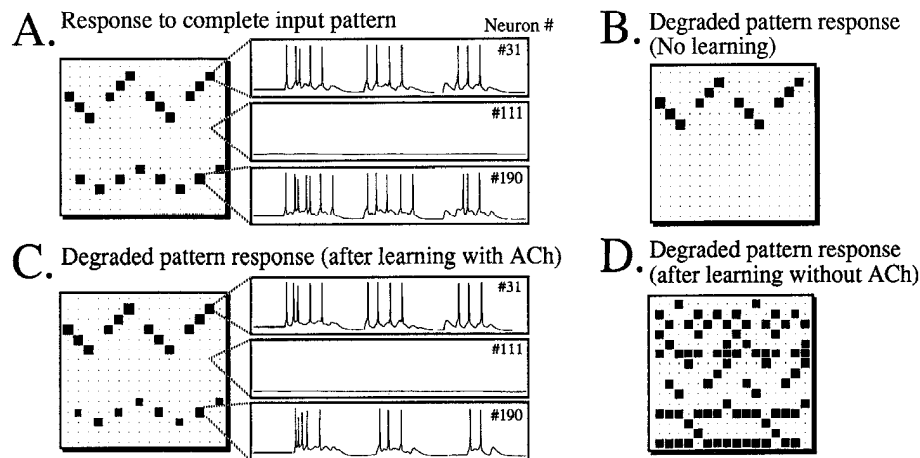 A. Response to complete input pattern
Neuron #
#31
#111
#190
B. Degraded pattern response
(No learning)
C. Degraded pattern response (after learning with ACh)
#31
#111
#190
D. Degraded pattern response
(after learning without ACh)